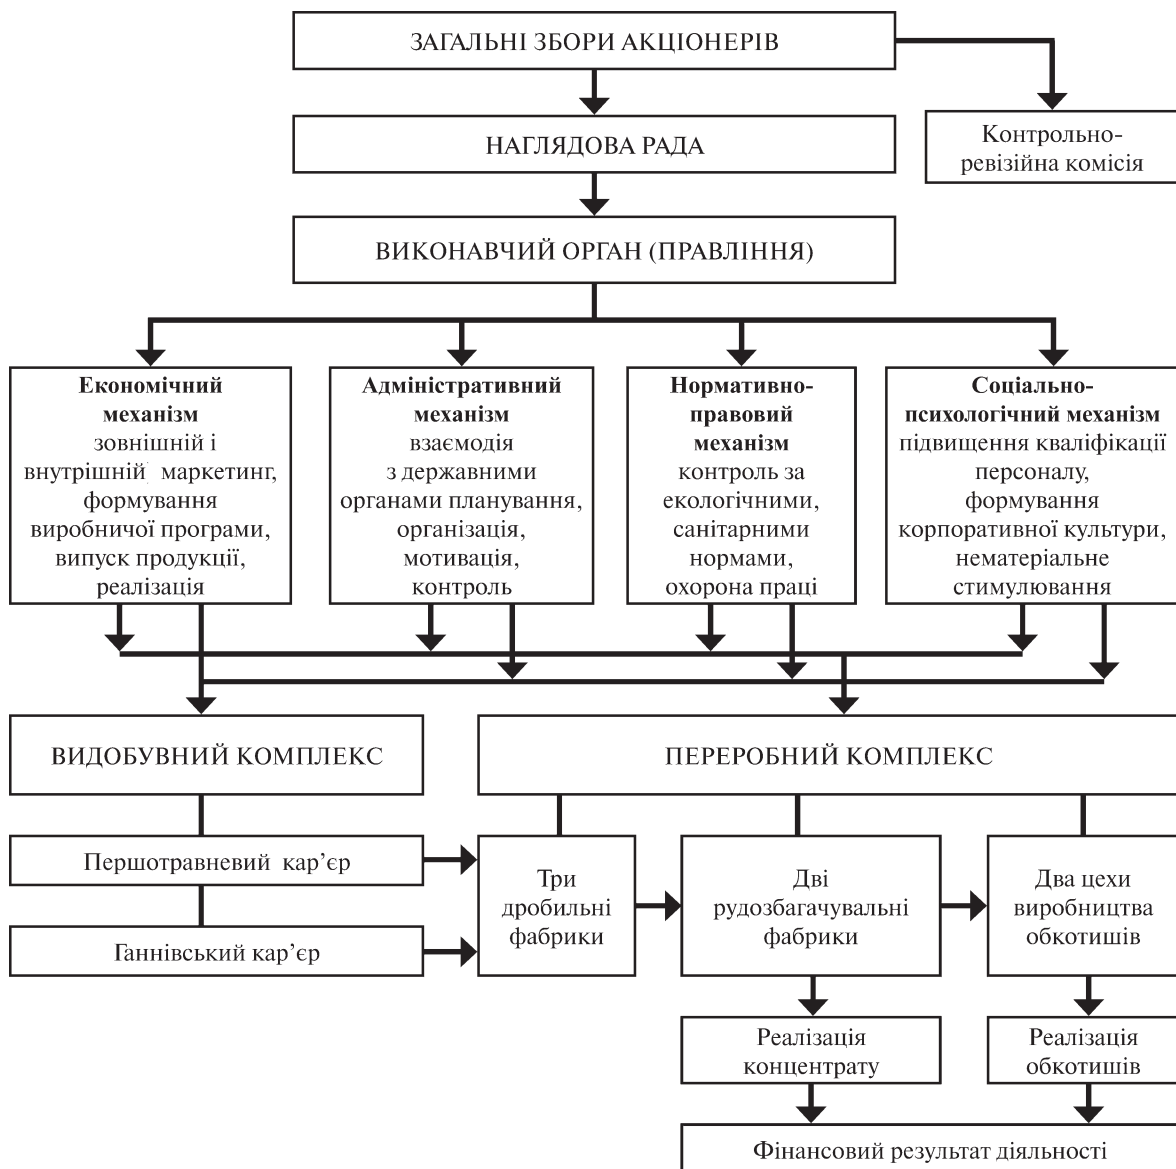 ЗАГАЛЬНІ ЗБОРИ АКЦІОНЕРІВ
Контрольно-
ревізійна комісія
НАГЛЯДОВА РАДА
ВИКОНАВЧИЙ ОРГАН (ПРАВЛІННЯ)
Економічний
механізм
зовнішній і
внутрішній маркетинг,
формування
виробничої програми,
випуск продукції,
реалізація
Адміністративний
механізм
взаємодія
з державними
органами планування,
організація,
мотивація,
контроль
Нормативно-
правовий
механізм
контроль за
екологічними,
санітарними
нормами,
охорона праці
Соціально-
психологічний механізм
підвищення кваліфікації
персоналу,
формування
корпоративної культури,
нематеріальне
стимулювання
ВИДОБУВНИЙ КОМПЛЕКС
ПЕРЕРОБНИЙ КОМПЛЕКС
Першотравневий кар’єр
Ганнівський кар’єр
Три
дробильні
фабрики
Дві
рудозбагачувальні
фабрики
Два цехи
виробництва
обкотишів
Реалізація
концентрату
Реалізація
обкотишів
Фінансовий результат діяльності